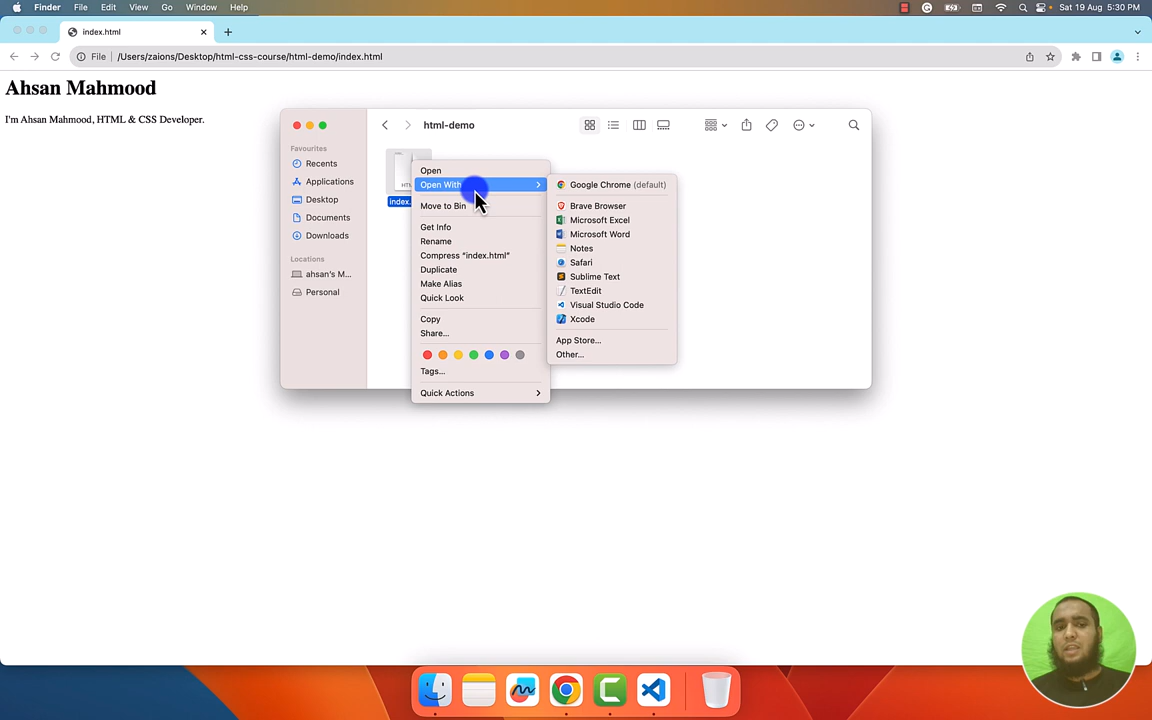 Finder File Edit View Go Window Help Sat 19 Aug 5:30 PM
index.html
File /Users/zaions/Desktop/html-css-course/html-demo/index.html
Ahsan Mahmood
I'm Ahsan Mahmood, HTML & CSS Developer.
html-demo
Favourites
Recents
Applications
Desktop
Documents
Downloads
Locations
ahsan's M...
Personal
Open
Open With
Move to Bin
Get Info
Rename
Compress "index.html"
Duplicate
Make Alias
Quick Look
Copy
Share...
Tags...
Quick Actions
Google Chrome (default)
Brave Browser
Microsoft Excel
Microsoft Word
Notes
Safari
Sublime Text
TextEdit
Visual Studio Code
Xcode
App Store...
Other...